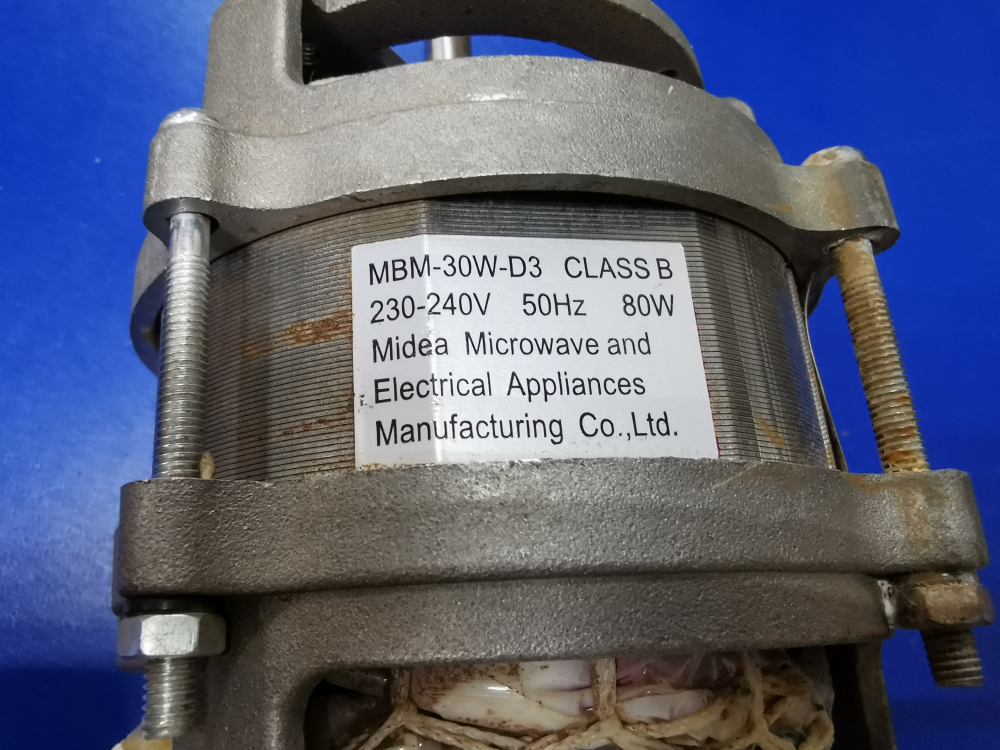 MBM-30W-D3 CLASS B
230-240V 50Hz 80W
Midea Microwave and
Electrical Appliances
Manufacturing Co.,Ltd.